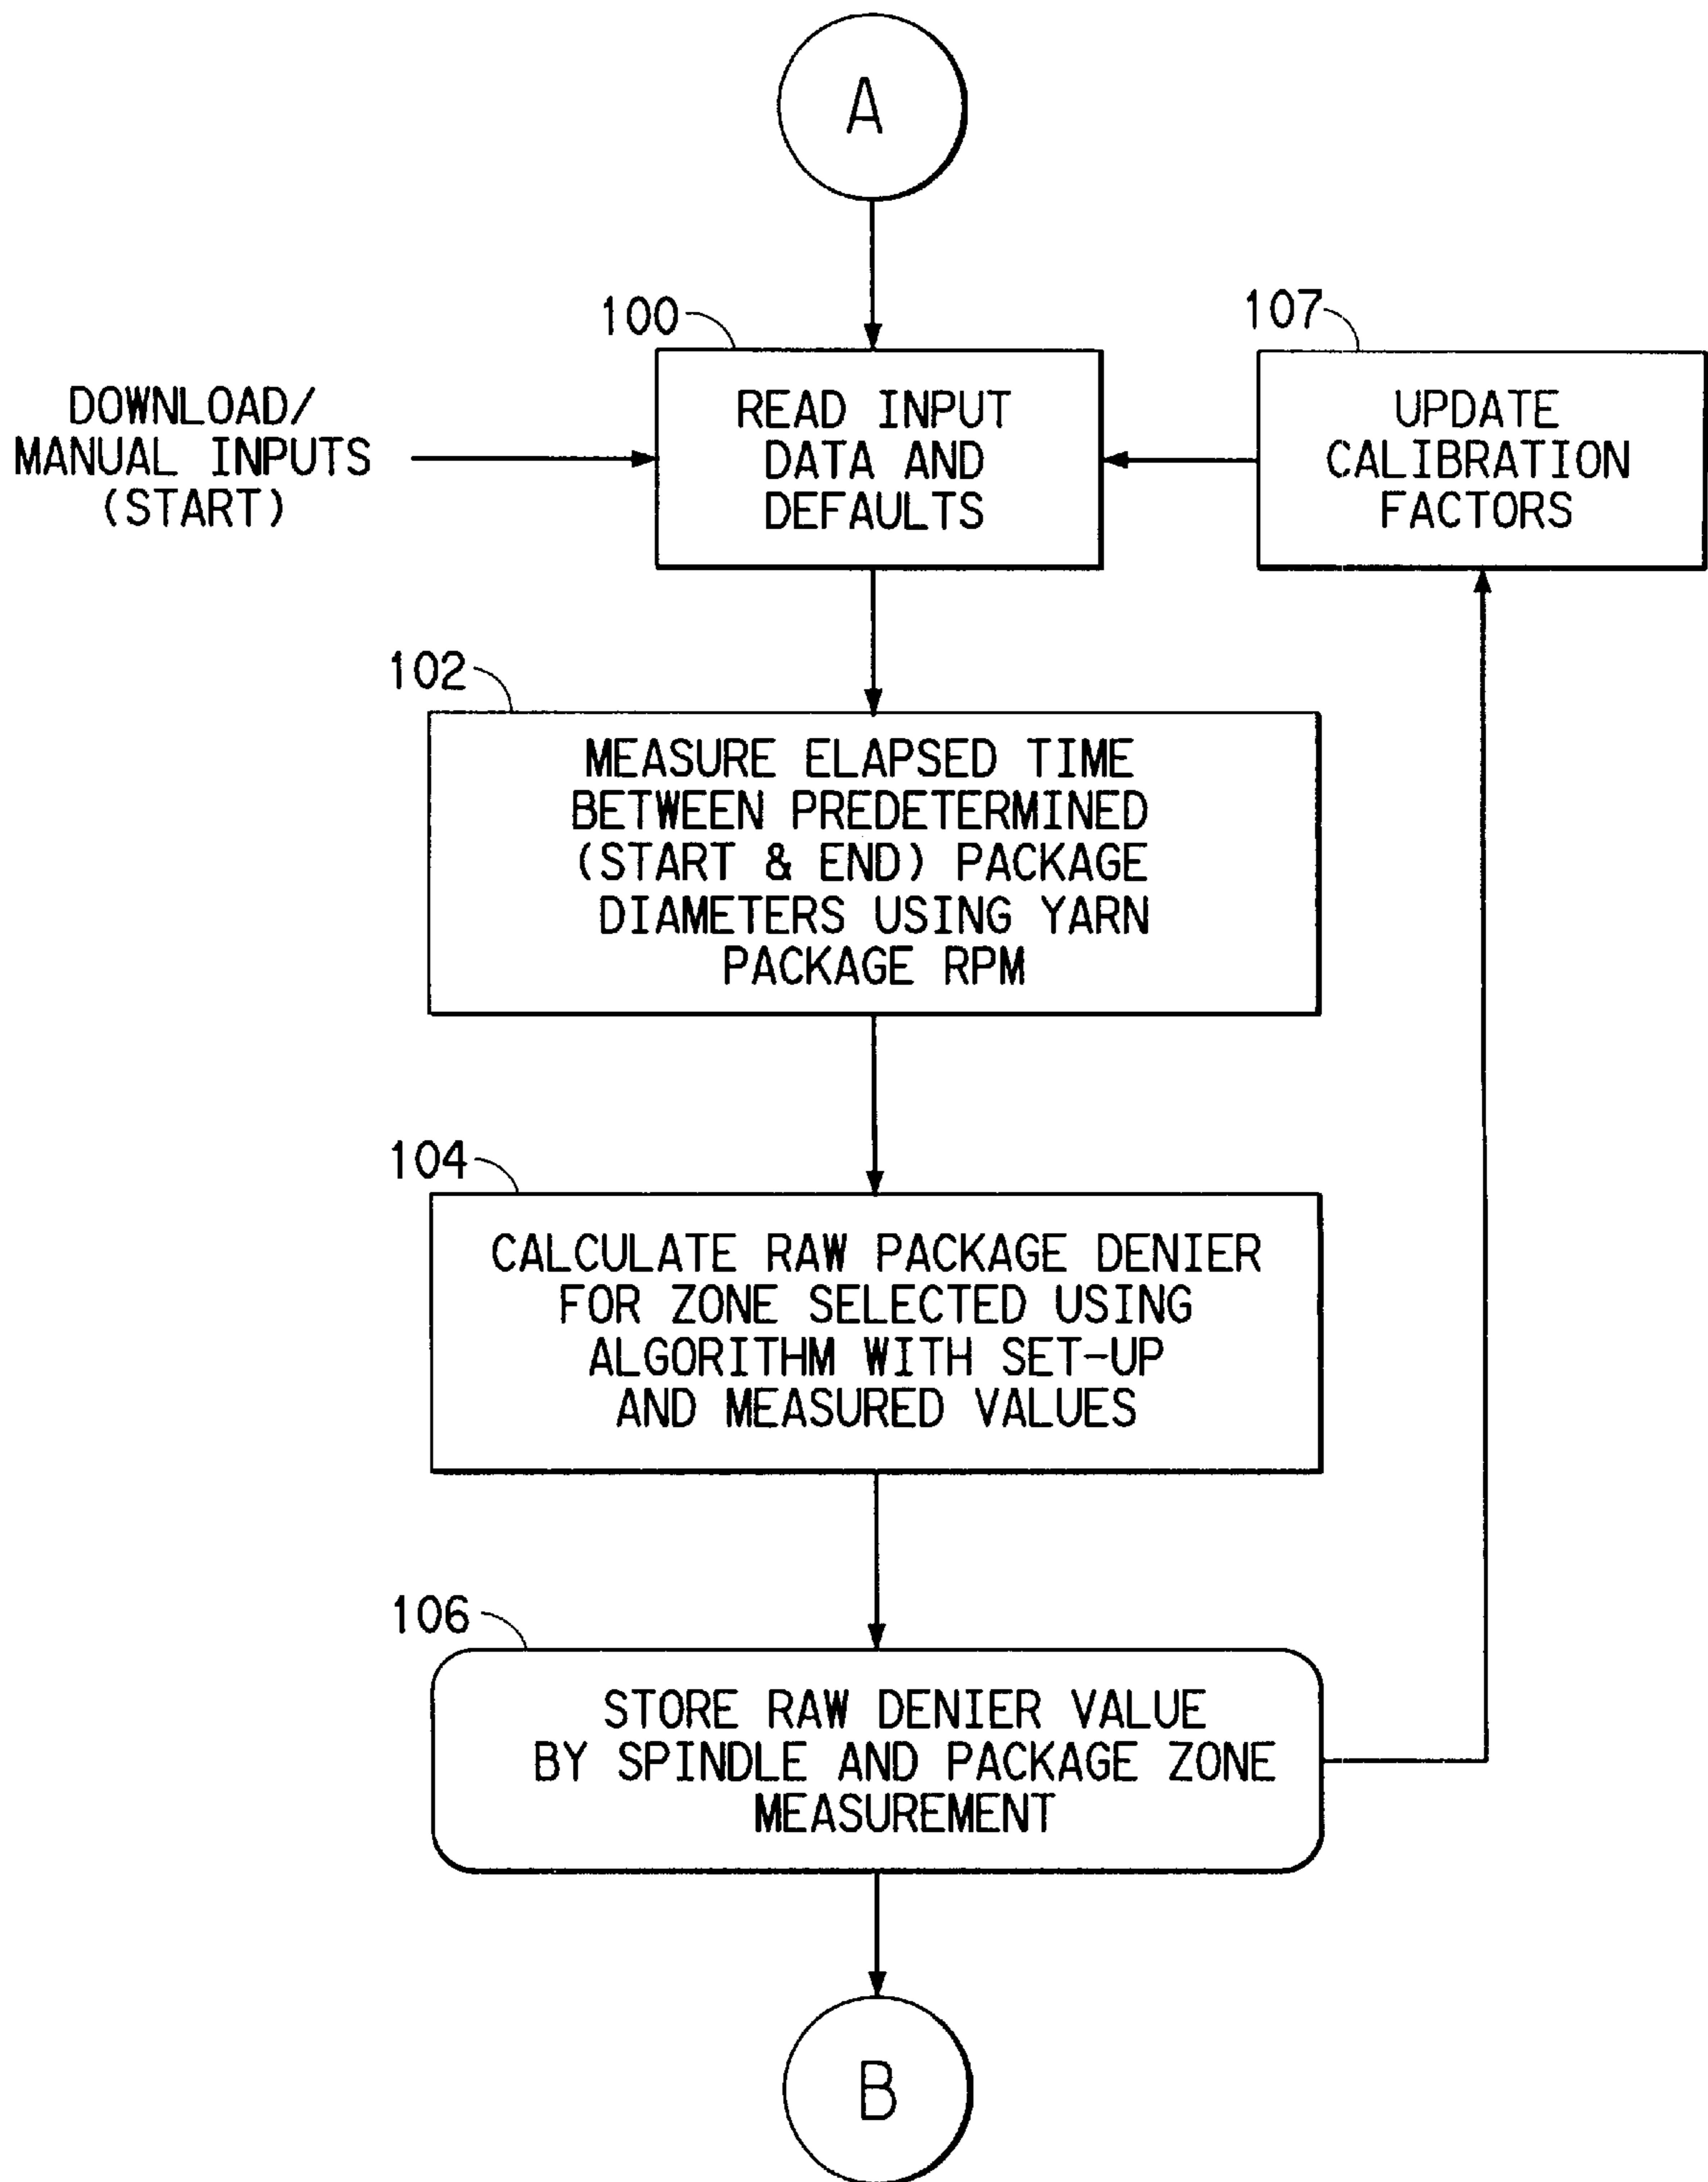 A
100
107
DOWNLOAD/
MANUAL INPUTS
(START)
READ INPUT
DATA AND
DEFAULTS
UPDATE
CALIBRATION
FACTORS
102
MEASURE ELAPSED TIME
BETWEEN PREDETERMINED
(START & END) PACKAGE
DIAMETERS USING YARN
PACKAGE RPM
104
CALCULATE RAW PACKAGE DENIER
FOR ZONE SELECTED USING
ALGORITHM WITH SET-UP
AND MEASURED VALUES
106
STORE RAW DENIER VALUE
BY SPINDLE AND PACKAGE ZONE
MEASUREMENT
B